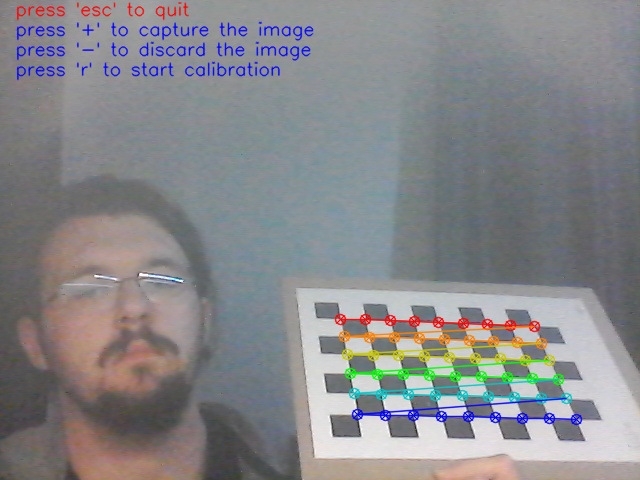 press 'esc' to quit
press '+' to capture the image
press '-' to discard the image
press 'r' to start calibration